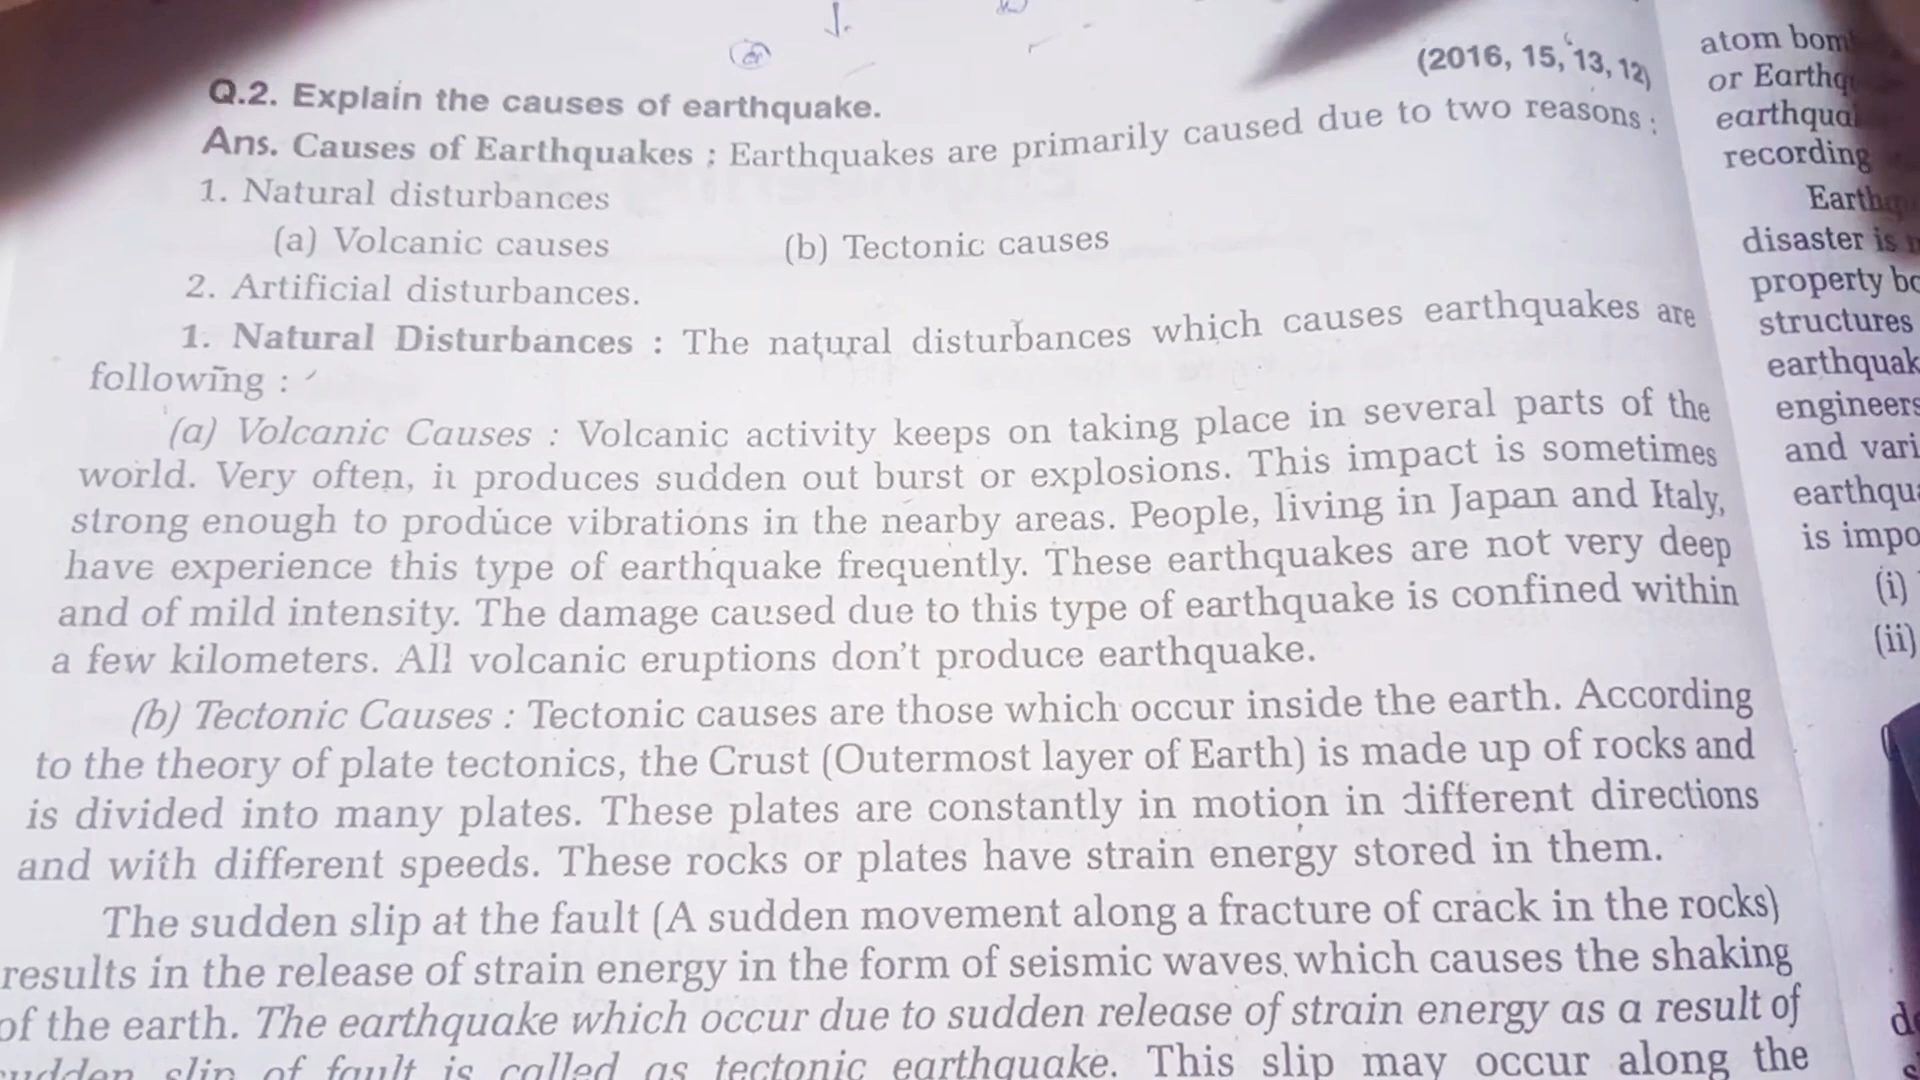 (2016, 15, 13, 12)
Q.2. Explain the causes of earthquake.
Ans. Causes of Earthquakes : Earthquakes are primarily caused due to two reasons :
1. Natural disturbances
(a) Volcanic causes (b) Tectonic causes
2. Artificial disturbances.
1. Natural Disturbances : The natural disturbances which causes earthquakes are
following :
(a) Volcanic Causes : Volcanic activity keeps on taking place in several parts of the
world. Very often, it produces sudden out burst or explosions. This impact is sometimes
strong enough to produce vibrations in the nearby areas. People, living in Japan and Italy,
have experience this type of earthquake frequently. These earthquakes are not very deep
and of mild intensity. The damage caused due to this type of earthquake is confined within
a few kilometers. All volcanic eruptions don't produce earthquake.
(b) Tectonic Causes : Tectonic causes are those which occur inside the earth. According
to the theory of plate tectonics, the Crust (Outermost layer of Earth) is made up of rocks and
is divided into many plates. These plates are constantly in motion in different directions
and with different speeds. These rocks or plates have strain energy stored in them.
The sudden slip at the fault (A sudden movement along a fracture of crack in the rocks)
results in the release of strain energy in the form of seismic waves which causes the shaking
of the earth. The earthquake which occur due to sudden release of strain energy as a result of
sudden slip of fault is called as tectonic earthquake. This slip may occur along the
atom
or
recording
disaster is
property
structures
engineers
and
is
(i)
(ii)